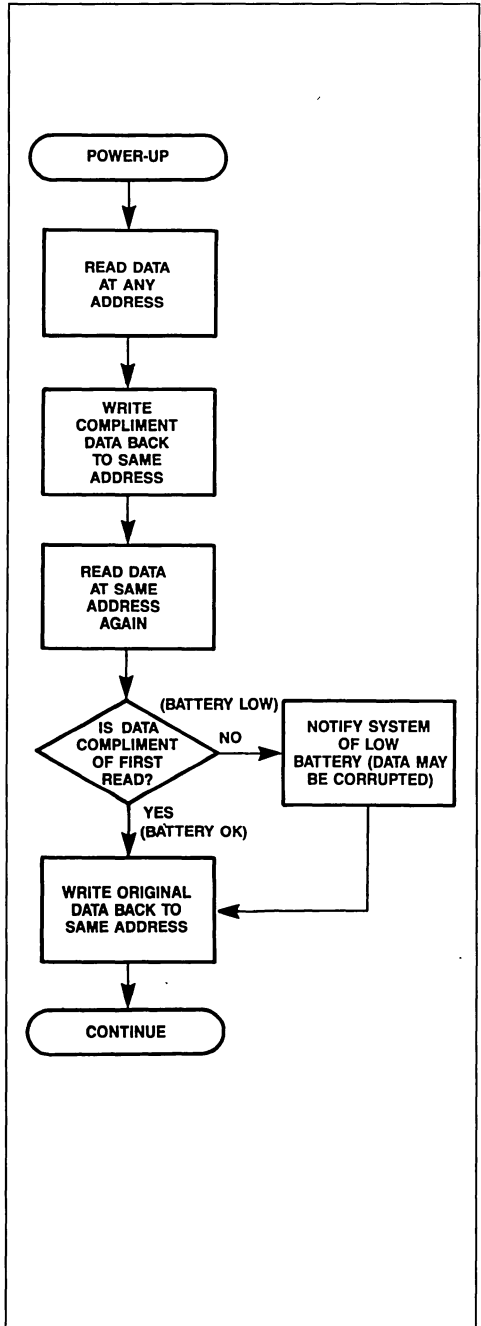 POWER-UP
READ DATA
AT ANY
ADDRESS
WRITE
COMPLIMENT
DATA BACK
TO SAME
ADDRESS
READ DATA
AT SAME
ADDRESS
AGAIN
IS DATA
COMPLIMENT
OF FIRST
READ?
(BATTERY LOW)
NO
NOTIFY SYSTEM
OF LOW
BATTERY (DATA MAY
BE CORRUPTED)
YES
(BATTERY OK)
WRITE ORIGINAL
DATA BACK TO
SAME ADDRESS
CONTINUE